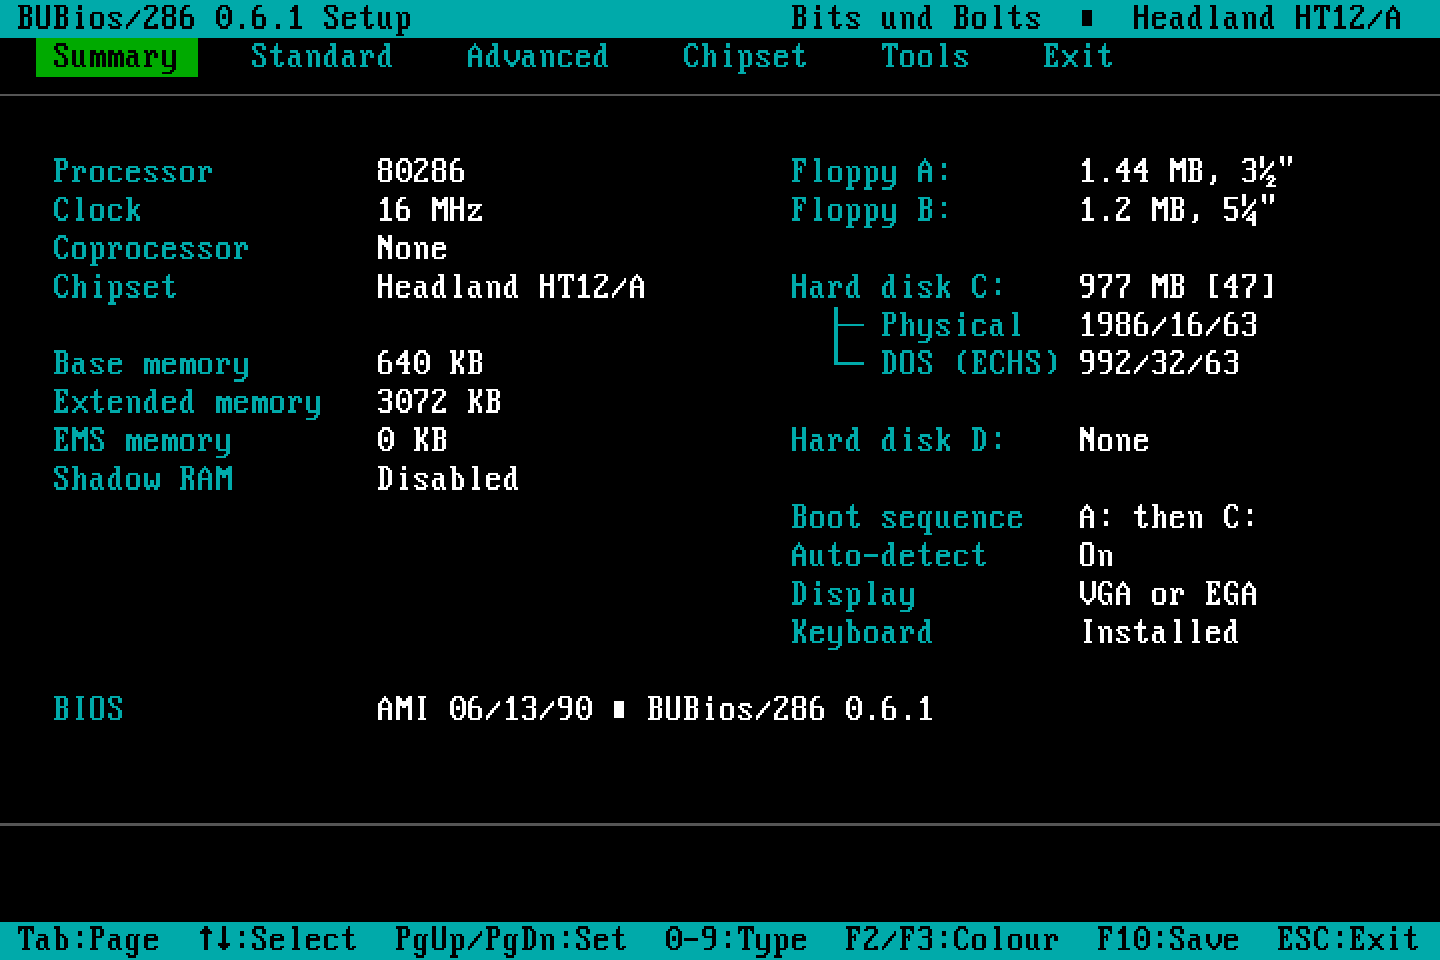 BUBios/286 0.6.1 Setup Bits und Bolts ■ Headland HT12/A
Summary Standard Advanced Chipset Tools Exit
Processor 80286 Floppy A: 1.44 MB, 3½"
Clock 16 MHz Floppy B: 1.2 MB, 5¼"
Coprocessor None
Chipset Headland HT12/A Hard disk C: 977 MB [47]
├─ Physical 1986/16/63
Base memory 640 KB └─ DOS (ECHS) 992/32/63
Extended memory 3072 KB
EMS memory 0 KB Hard disk D: None
Shadow RAM Disabled
Boot sequence A: then C:
Auto-detect On
Display VGA or EGA
Keyboard Installed
BIOS AMI 06/13/90 ■ BUBios/286 0.6.1
Tab:Page ↑↓:Select PgUp/PgDn:Set 0-9:Type F2/F3:Colour F10:Save ESC:Exit